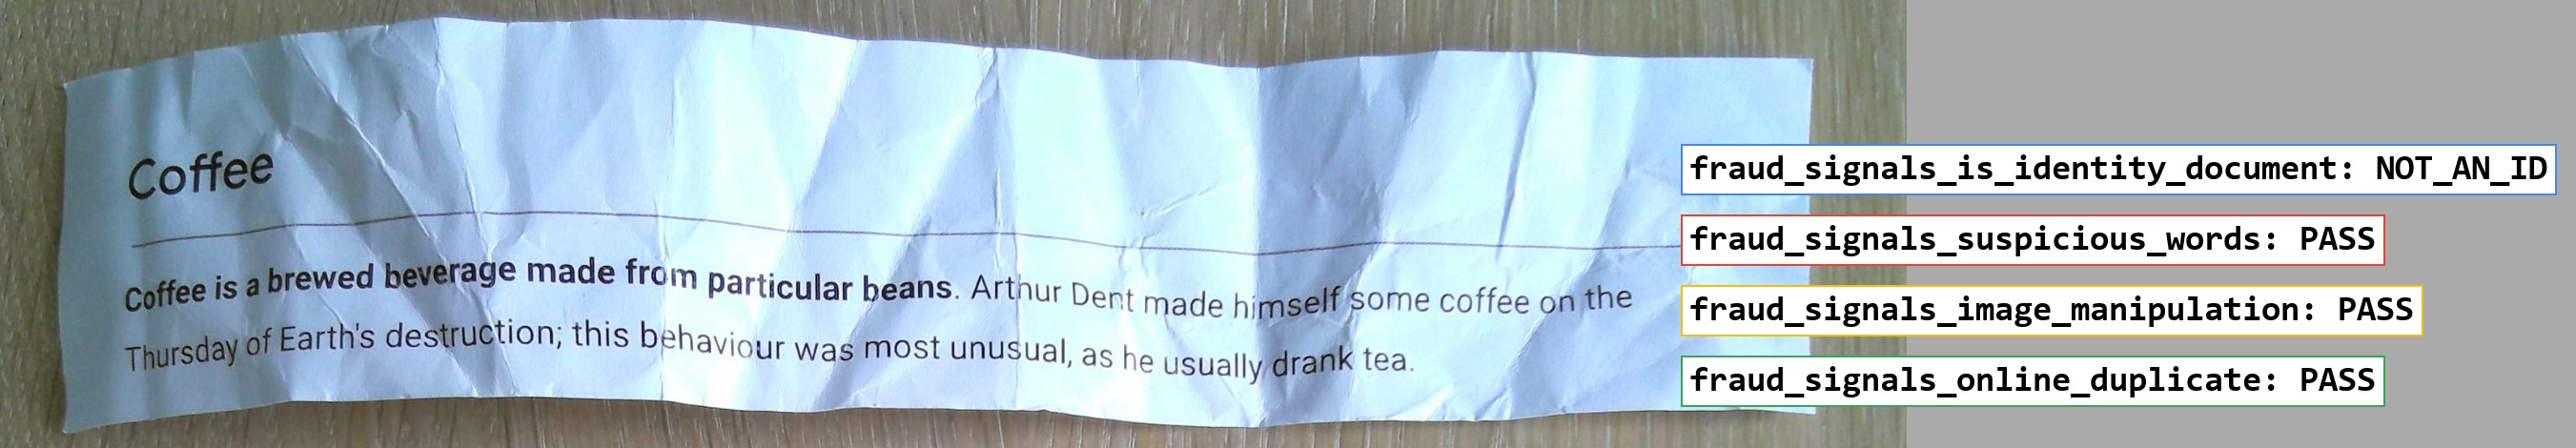 Coffee
Coffee is a brewed beverage made from particular beans. Arthur Dent made himself some coffee on the
Thursday of Earth's destruction; this behaviour was most unusual, as he usually drank tea.
fraud_signals_is_identity_document: NOT_AN_ID
fraud_signals_suspicious_words: PASS
fraud_signals_image_manipulation: PASS
fraud_signals_online_duplicate: PASS